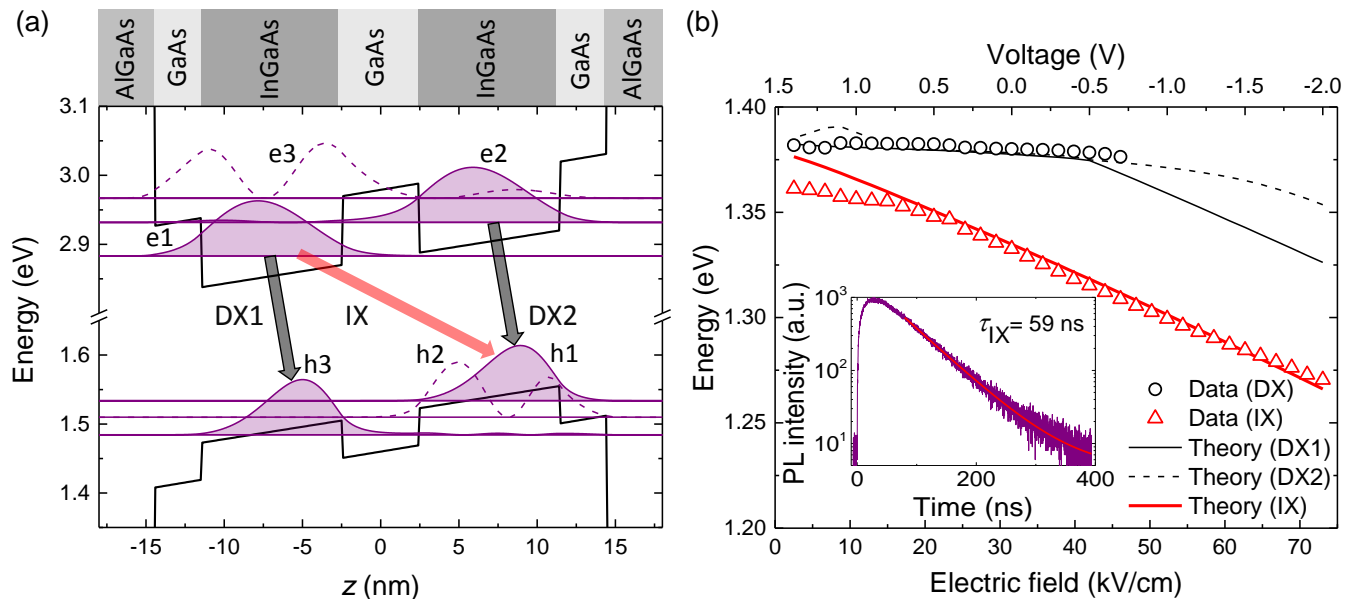 (a)
AlGaAs
GaAs
InGaAs
GaAs
InGaAs
GaAs
AlGaAs
3.1
3.0
2.9
1.6
1.5
1.4
Energy (eV)
e3
e2
e1
DX1
IX
DX2
h3
h2
h1
-15
-10
-5
0
5
10
15
z (nm)
(b)
Voltage (V)
1.5
1.0
0.5
0.0
-0.5
-1.0
-1.5
-2.0
1.40
1.35
1.30
1.25
1.20
Energy (eV)
PL intensity (a.u.)
10³
10²
10¹
τIX= 59 ns
0
200
400
Time (ns)
Data (DX)
Data (IX)
Theory (DX1)
Theory (DX2)
Theory (IX)
0
10
20
30
40
50
60
70
Electric field (kV/cm)